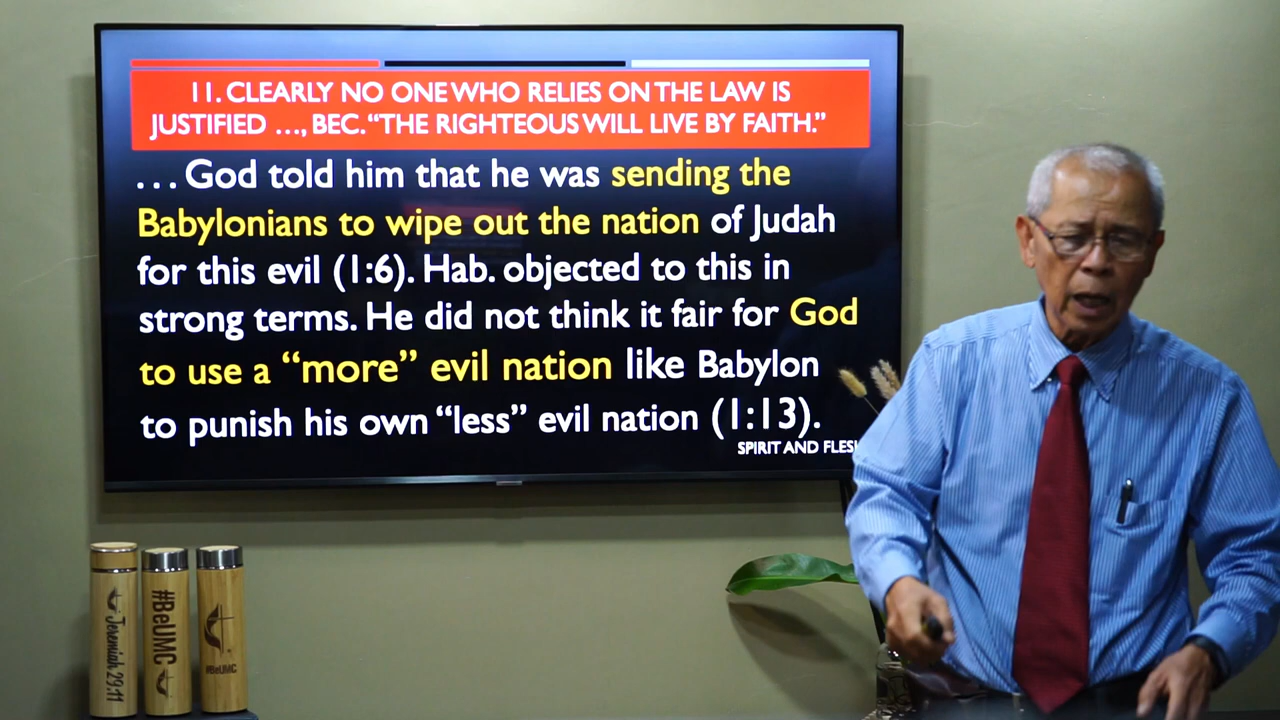 11. CLEARLY NO ONE WHO RELIES ON THE LAW IS
JUSTIFIED ..., BEC. “THE RIGHTEOUS WILL LIVE BY FAITH.”
...God told him that he was sending the
Babylonians to wipe out the nation of Judah
for this evil (1:6). Hab. objected to this in
strong terms. He did not think it fair for God
to use a “more” evil nation like Babylon
to punish his own “less” evil nation (1:13).
SPIRIT AND FLES
Jeremiah 29:11
#BeUMC
#BeUMC